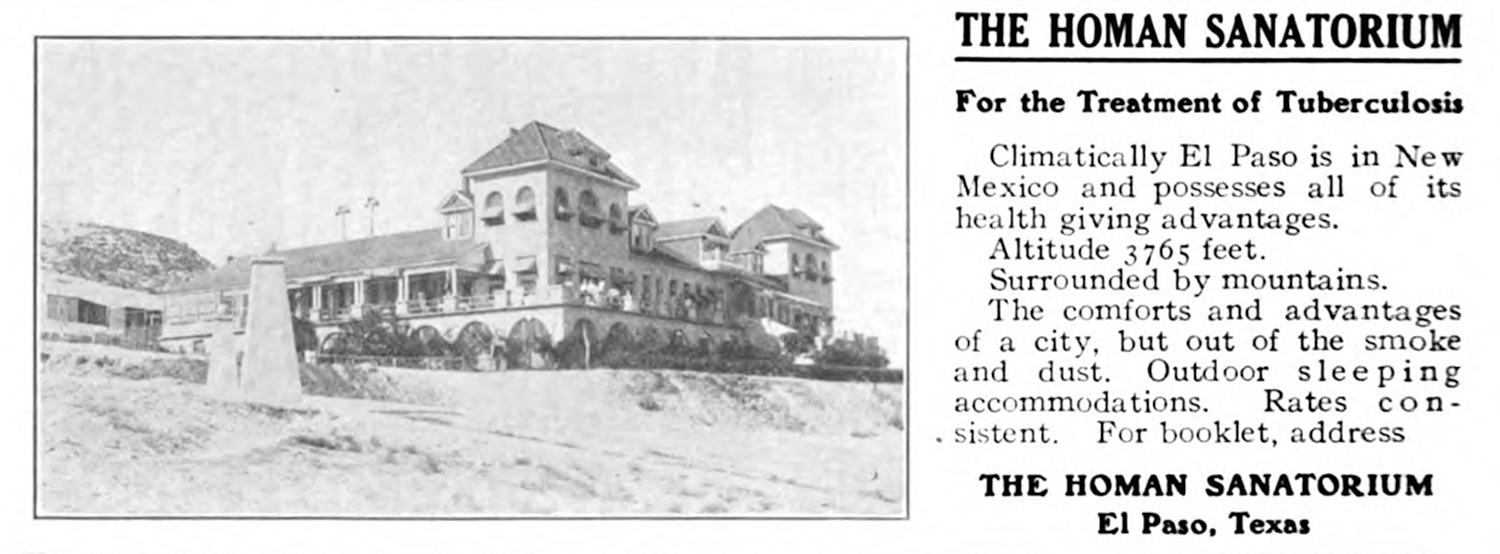 THE HOMAN SANATORIUM
For the Treatment of Tuberculosis
Climatically El Paso is in New
Mexico and possesses all of its
health giving advantages.
Altitude 3765 feet.
Surrounded by mountains.
The comforts and advantages
of a city, but out of the smoke
and dust. Outdoor sleeping
accommodations. Rates con-
sistent. For booklet, address
THE HOMAN SANATORIUM
El Paso, Texas